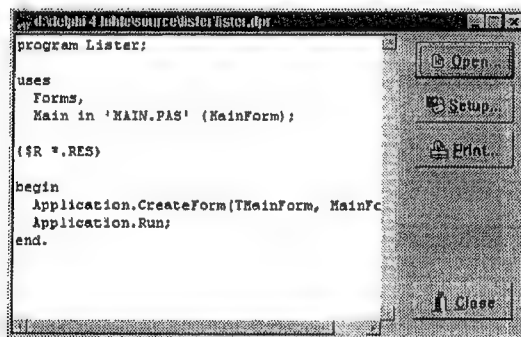 d:\delphi 4 bible\source\lister\lister.dpr
program Lister;
uses
Forms,
Main in 'MAIN.PAS' {MainForm};
{$R *.RES}
begin
Application.CreateForm(TMainForm, MainFc
Application.Run;
end.
Open...
Setup...
Print...
Close